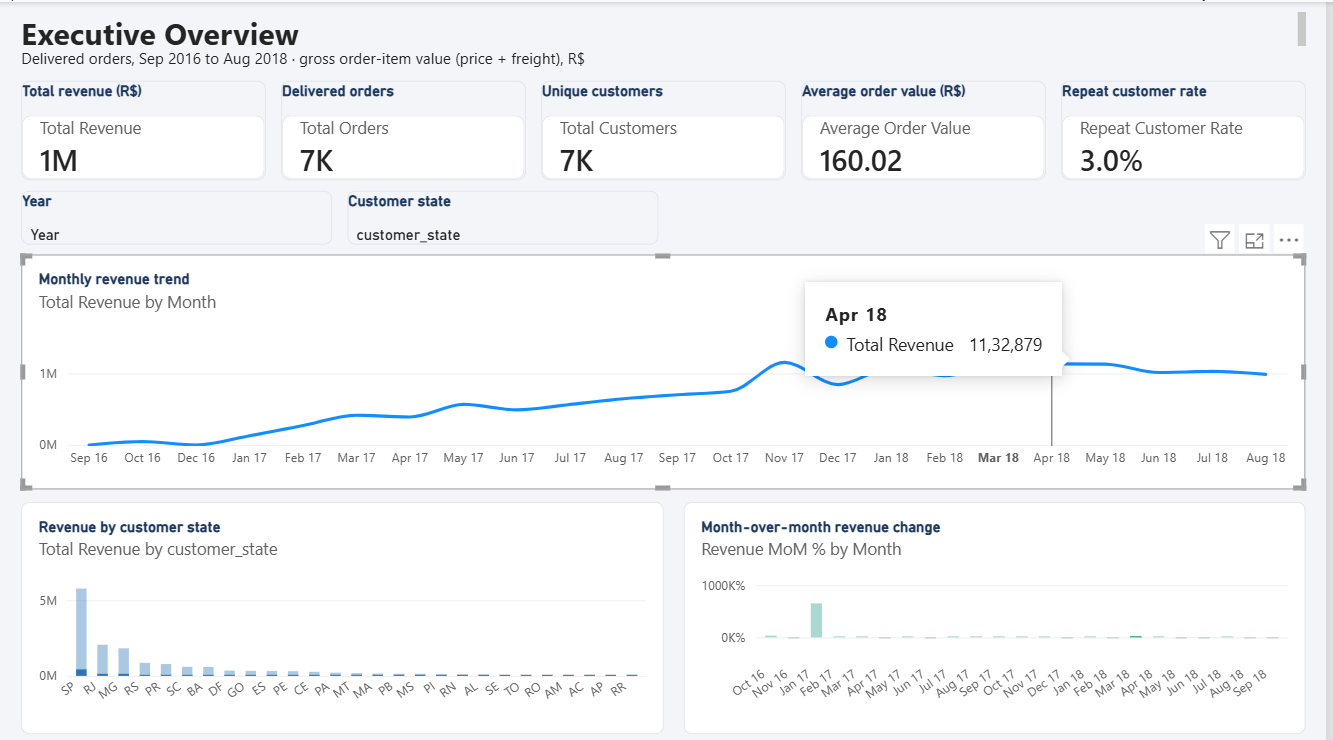 Executive Overview
Delivered orders, Sep 2016 to Aug 2018 · gross order-item value (price + freight), R$
Total revenue (R$)
Total Revenue
1M
Delivered orders
Total Orders
7K
Unique customers
Total Customers
7K
Average order value (R$)
Average Order Value
160.02
Repeat customer rate
Repeat Customer Rate
3.0%
Year
Year
Customer state
customer_state
Monthly revenue trend
Total Revenue by Month
Apr 18
Total Revenue 11,32,879
1M
0M
Sep 16 Oct 16 Dec 16 Jan 17 Feb 17 Mar 17 Apr 17 May 17 Jun 17 Jul 17 Aug 17 Sep 17 Oct 17 Nov 17 Dec 17 Jan 18 Feb 18 Mar 18 Apr 18 May 18 Jun 18 Jul 18 Aug 18
Revenue by customer state
Total Revenue by customer_state
5M
0M
SP RJ MG RS PR SC BA DF GO ES PE CE PA MT MA PB MS PI RN AL SE TO RO AM AC AP RR
Month-over-month revenue change
Revenue MoM % by Month
1000K%
0K%
Oct 16 Nov 16 Jan 17 Feb 17 Mar 17 Apr 17 May 17 Jun 17 Jul 17 Aug 17 Sep 17 Oct 17 Nov 17 Dec 17 Jan 18 Feb 18 Mar 18 Apr 18 May 18 Jun 18 Jul 18 Aug 18 Sep 18